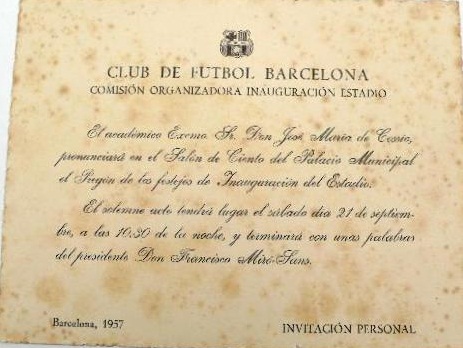 CLUB DE FUTBOL BARCELONA
COMISIÓN ORGANIZADORA INAUGURACIÓN ESTADIO
El académico Excmo. Sr. Don José María de Cossío,
pronunciará en el Salón de Ciento del Palacio Municipal
el Pregón de los festejos de Inauguración del Estadio.
El solemne acto tendrá lugar el sábado día 21 de septiem-
bre, a las 10,30 de la noche, y terminará con unas palabras
del presidente Don Francisco Miró-Sans.
Barcelona, 1957
INVITACIÓN PERSONAL